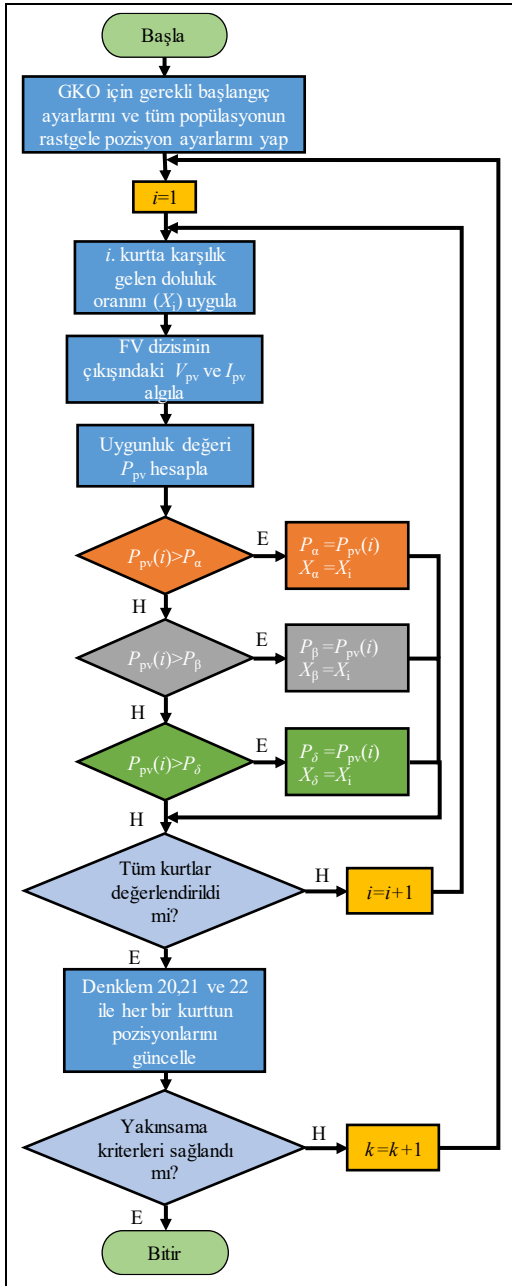 Başla
GKO için gerekli başlangıç
ayarlarını ve tüm popülasyonun
rastgele pozisyon ayarlarını yap
i=1
i. kurtta karşılık
gelen doluluk
oranını (Xi) uygula
FV dizisinin
çıkışındaki Vpv ve Ipv
algıla
Uygunluk değeri
Ppv hesapla
Ppv(i)>Pα
E
Pα =Ppv(i)
Xα =Xi
H
Ppv(i)>Pβ
E
Pβ =Ppv(i)
Xβ =Xi
H
Ppv(i)>Pδ
E
Pδ =Ppv(i)
Xδ =Xi
H
Tüm kurtlar
değerlendirildi
mi?
H
i=i+1
E
Denklem 20,21 ve 22
ile her bir kurttun
pozisyonlarını
güncelle
Yakınsama
kriterleri sağlandı
mı?
H
k=k+1
E
Bitir